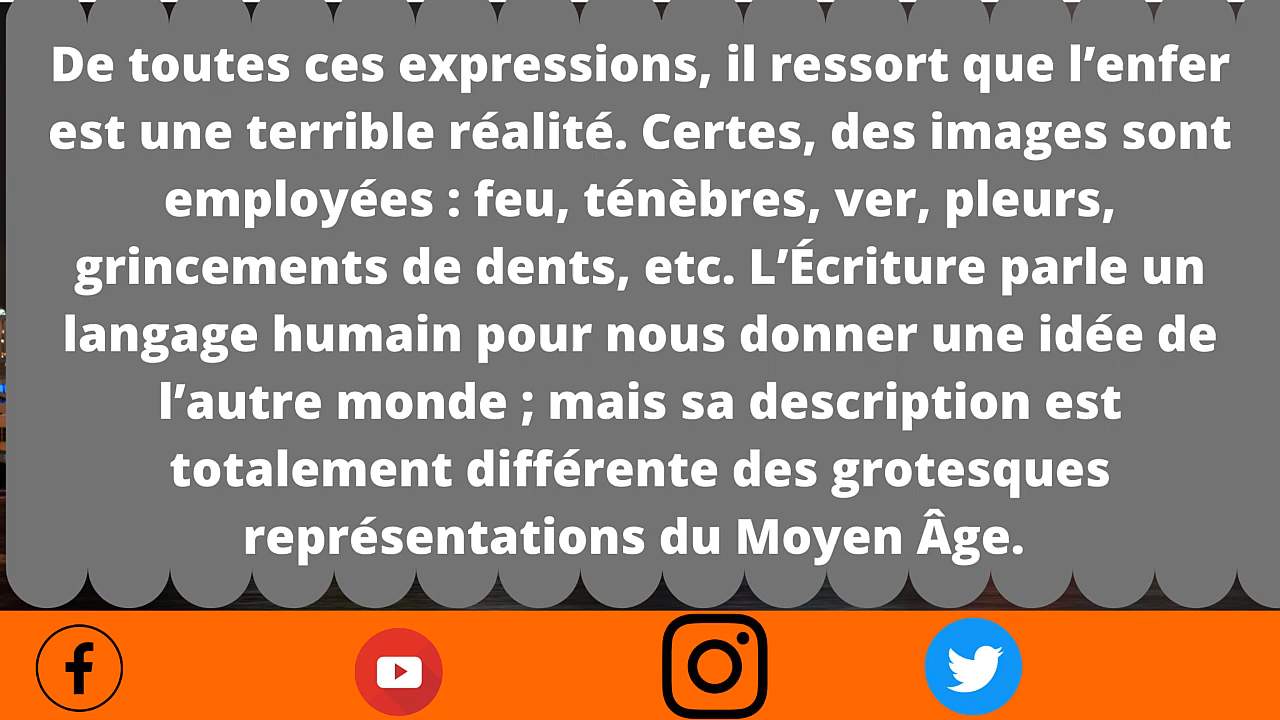 De toutes ces expressions, il ressort que l’enfer
est une terrible réalité. Certes, des images sont
employées : feu, ténèbres, ver, pleurs,
grincements de dents, etc. L’Écriture parle un
langage humain pour nous donner une idée de
l’autre monde ; mais sa description est
totalement différente des grotesques
représentations du Moyen Âge.